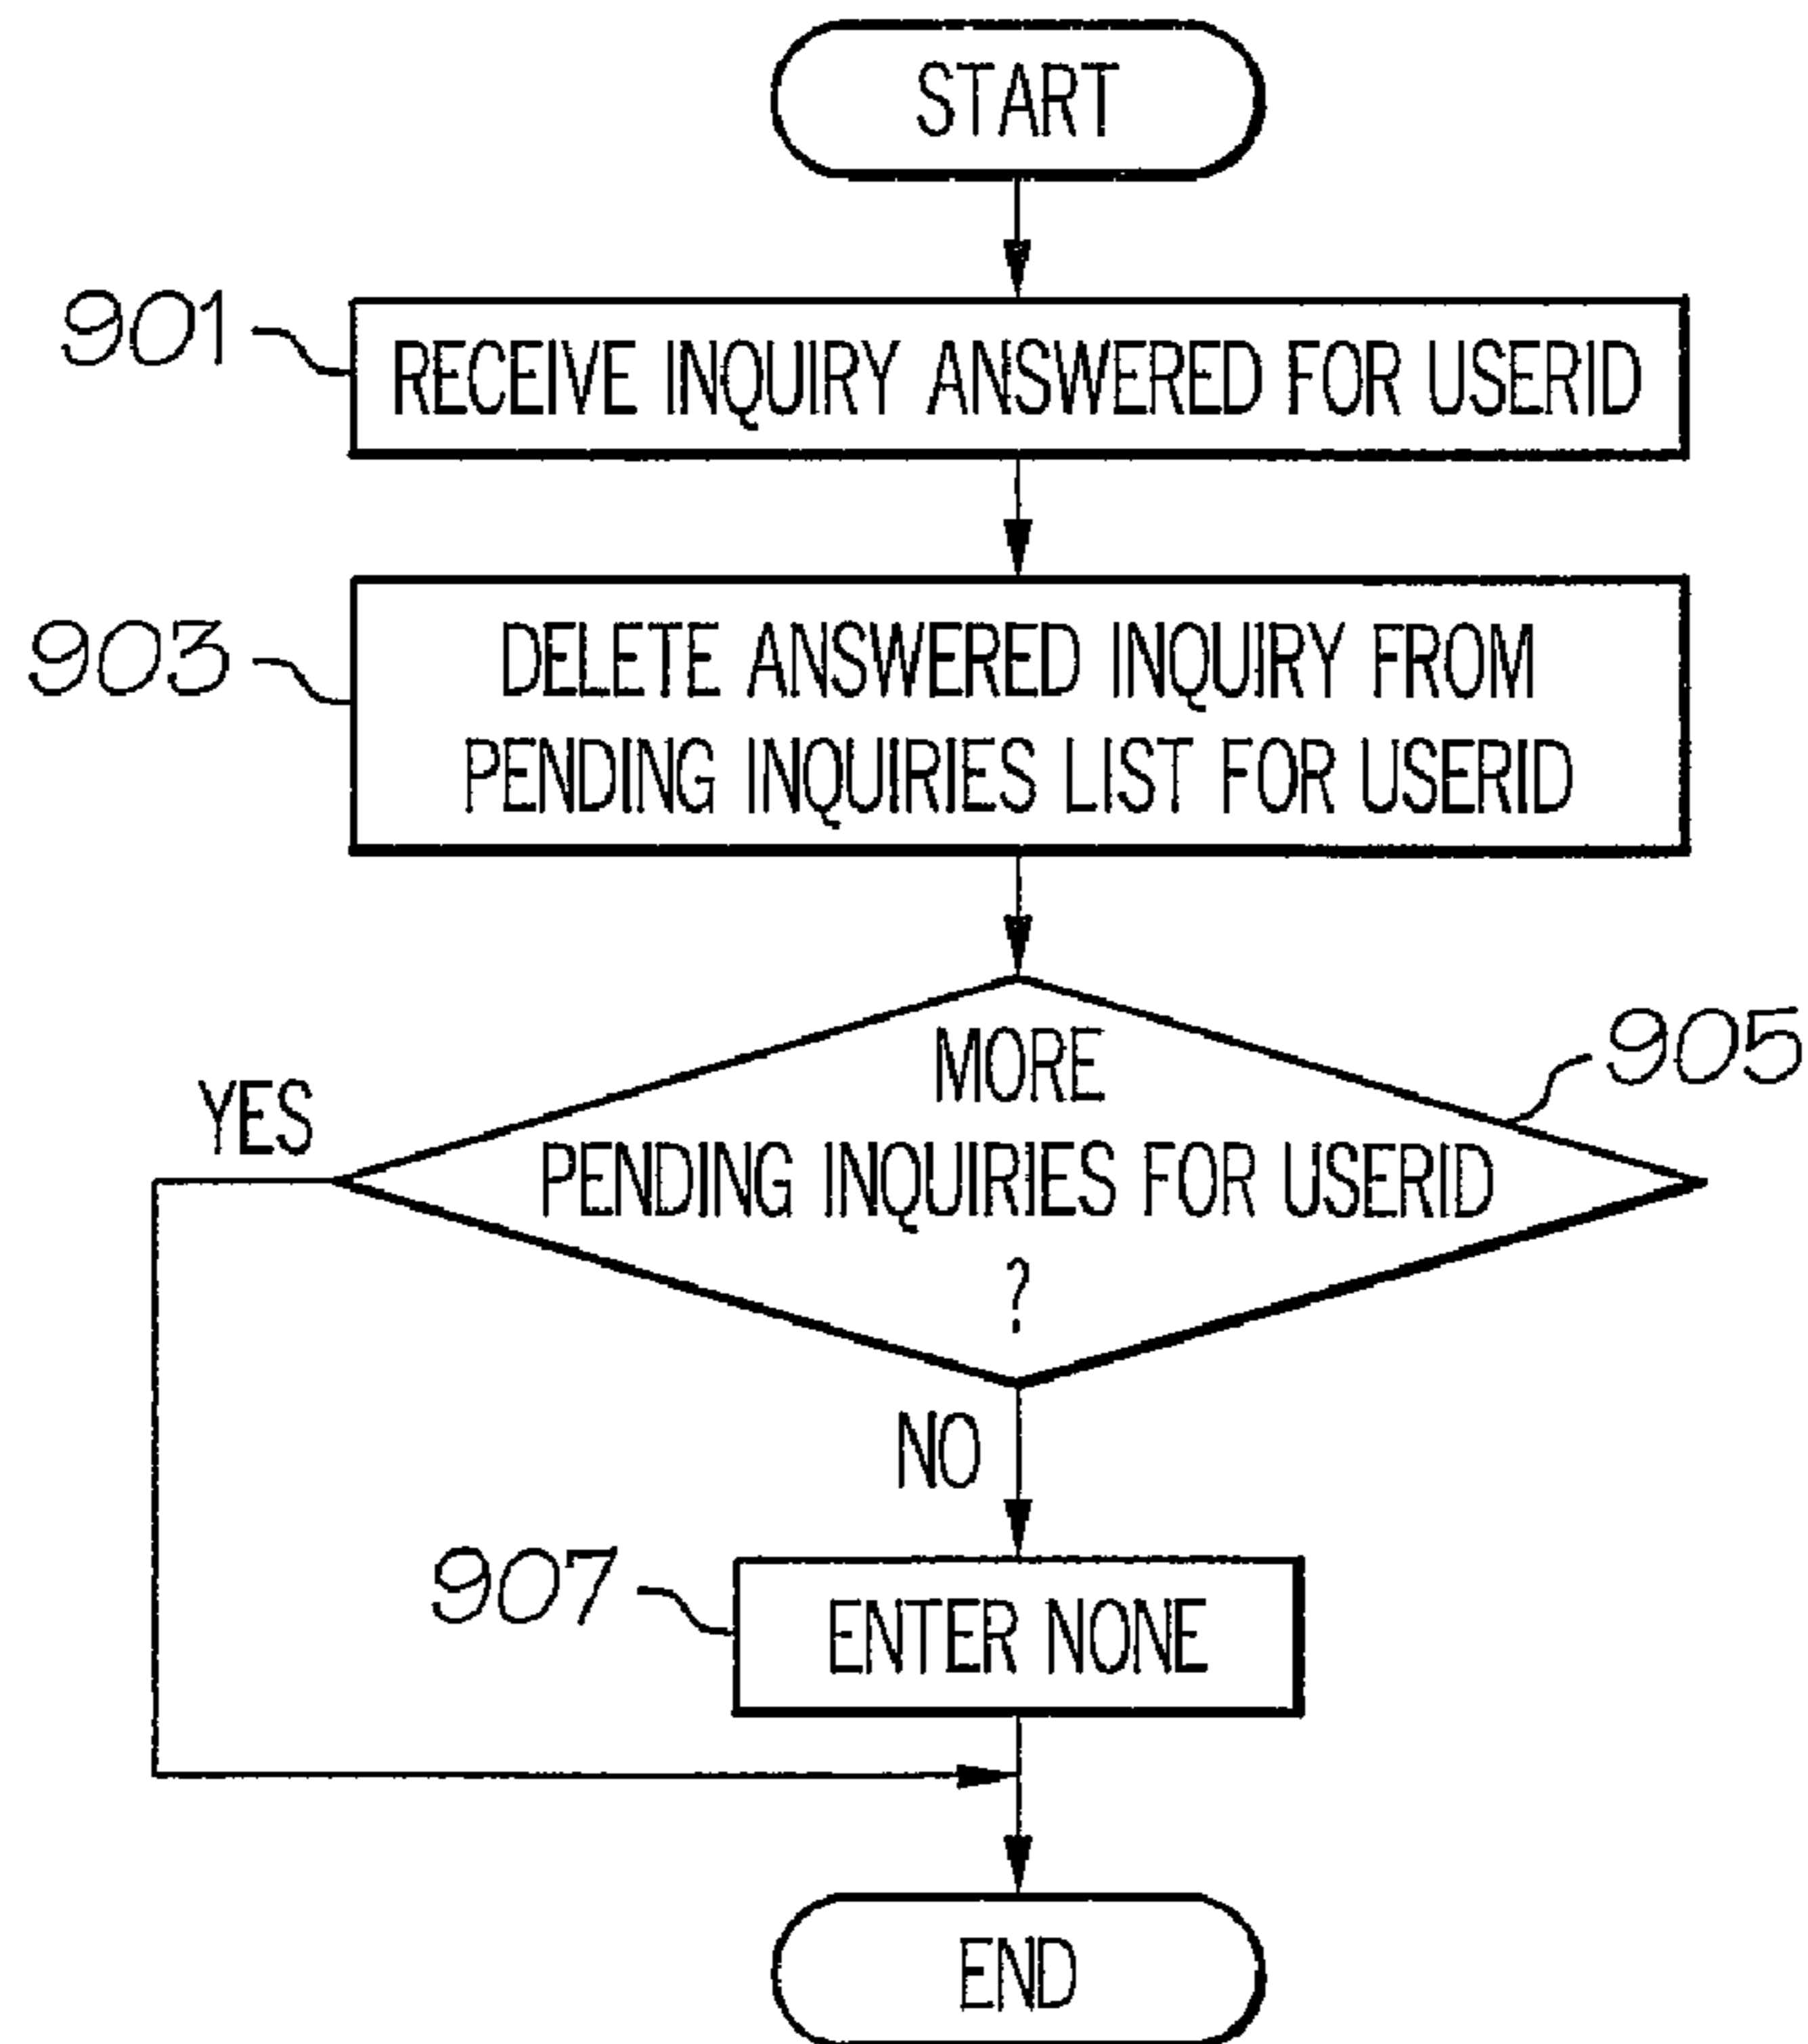 START
901
RECEIVE INQUIRY ANSWERED FOR USERID
903
DELETE ANSWERED INQUIRY FROM
PENDING INQUIRIES LIST FOR USERID
905
YES
MORE
PENDING INQUIRIES FOR USERID
?
NO
907
ENTER NONE
END